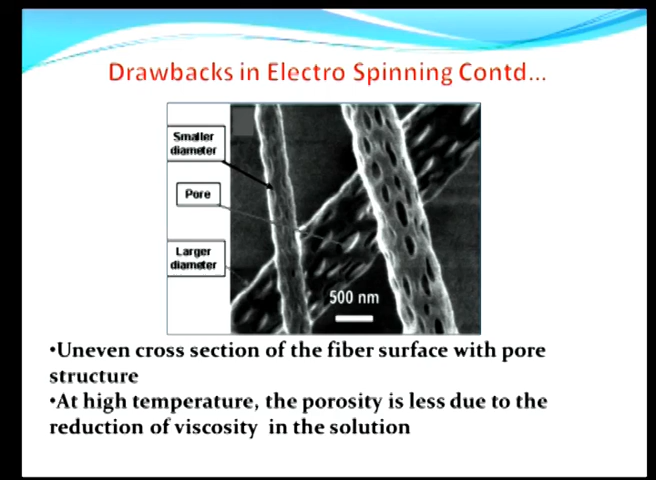 Drawbacks in Electro Spinning Contd...
Smaller
diameter
Pore
Larger
diameter
500 nm
•Uneven cross section of the fiber surface with pore
structure
•At high temperature, the porosity is less due to the
reduction of viscosity in the solution